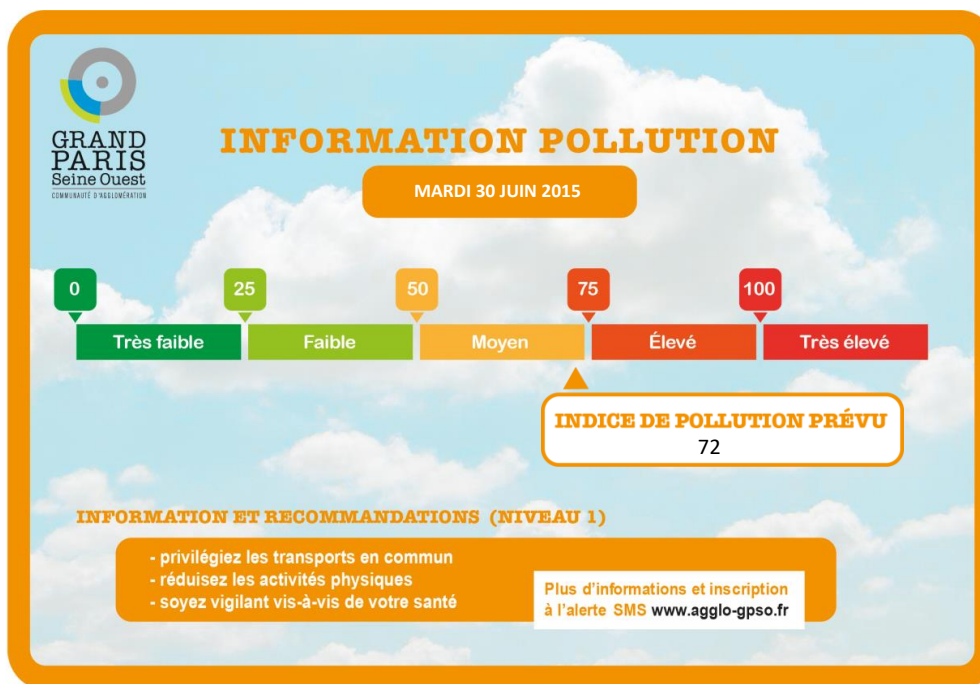 GRAND
PARIS
Seine Ouest
COMMUNAUTÉ D'AGGLOMÉRATION
INFORMATION POLLUTION
MARDI 30 JUIN 2015
0 25 50 75 100
Très faible Faible Moyen Élevé Très élevé
INDICE DE POLLUTION PRÉVU
72
INFORMATION ET RECOMMANDATIONS (NIVEAU 1)
- privilégiez les transports en commun
- réduisez les activités physiques
- soyez vigilant vis-à-vis de votre santé
Plus d'informations et inscription
à l'alerte SMS www.agglo-gpso.fr